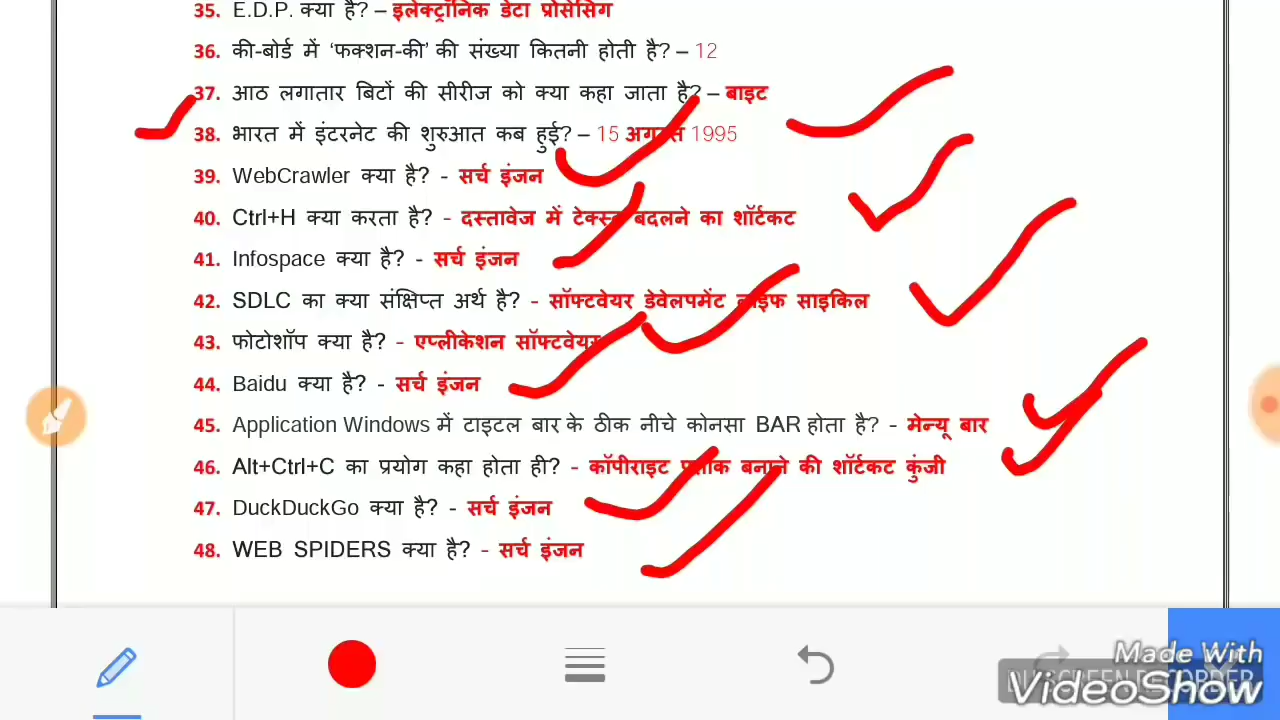 35. E.D.P. क्या है? – इलेक्ट्रॉनिक डेटा प्रोसेसिंग
36. की-बोर्ड में 'फक्शन-की' की संख्या कितनी होती है? – 12
37. आठ लगातार बिटों की सीरीज को क्या कहा जाता है? – बाइट
38. भारत में इंटरनेट की शुरुआत कब हुई? – 15 अगस्त 1995
39. WebCrawler क्या है? - सर्च इंजन
40. Ctrl+H क्या करता है? - दस्तावेज में टेक्स्ट बदलने का शॉर्टकट
41. Infospace क्या है? - सर्च इंजन
42. SDLC का क्या संक्षिप्त अर्थ है? - सॉफ्टवेयर डेवेलपमेंट लाइफ साइकिल
43. फोटोशॉप क्या है? - एप्लीकेशन सॉफ्टवेयर
44. Baidu क्या है? - सर्च इंजन
45. Application Windows में टाइटल बार के ठीक नीचे कोनसा BAR होता है? - मेन्यू बार
46. Alt+Ctrl+C का प्रयोग कहा होता ही? - कॉपीराइट बनाने की शॉर्टकट कुंजी
47. DuckDuckGo क्या है? - सर्च इंजन
48. WEB SPIDERS क्या है? - सर्च इंजन
Made With
VideoShow